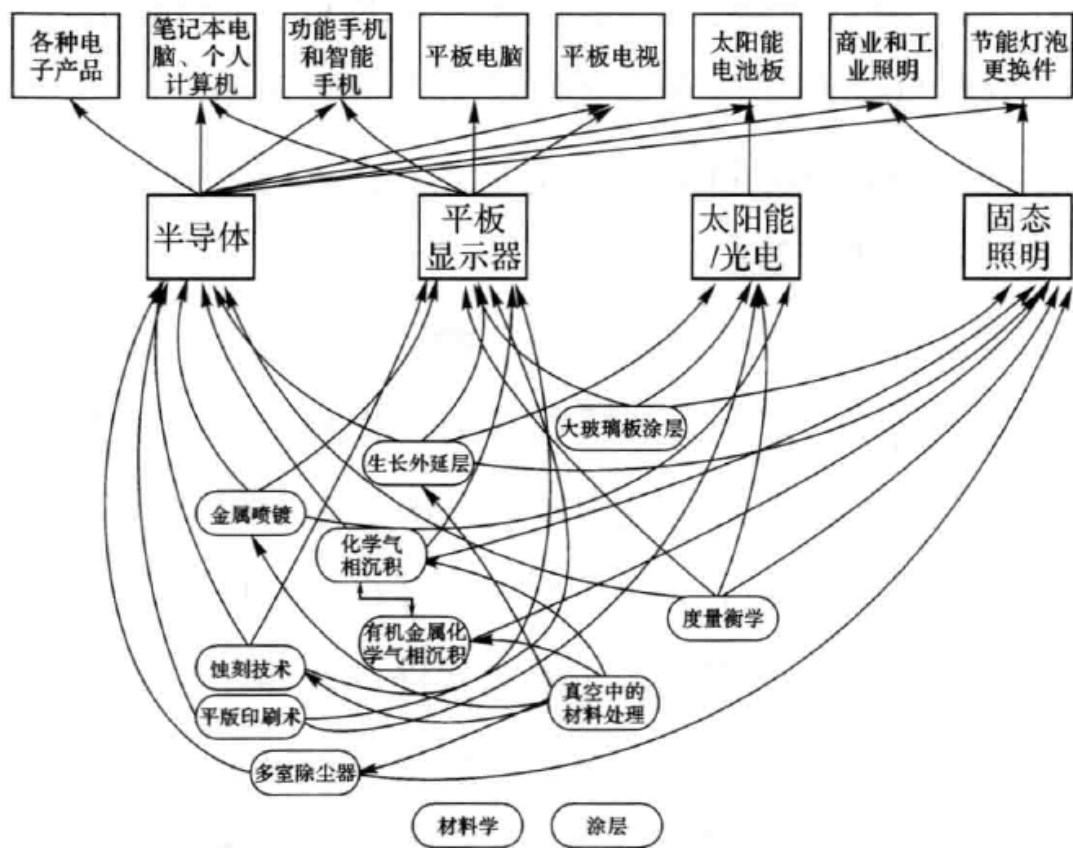 各种电
子产品
笔记本电
脑、个人
计算机
功能手机
和智能
手机
平板电脑
平板电视
太阳能
电池板
商业和工
业照明
节能灯泡
更换件
半导体
平板
显示器
太阳能
/光电
固态
照明
大玻璃板涂层
生长外延层
金属喷镀
化学气
相沉积
度量衡学
有机金属化
学气相沉积
蚀刻技术
真空中的
材料处理
平版印刷术
多室除尘器
材料学
涂层